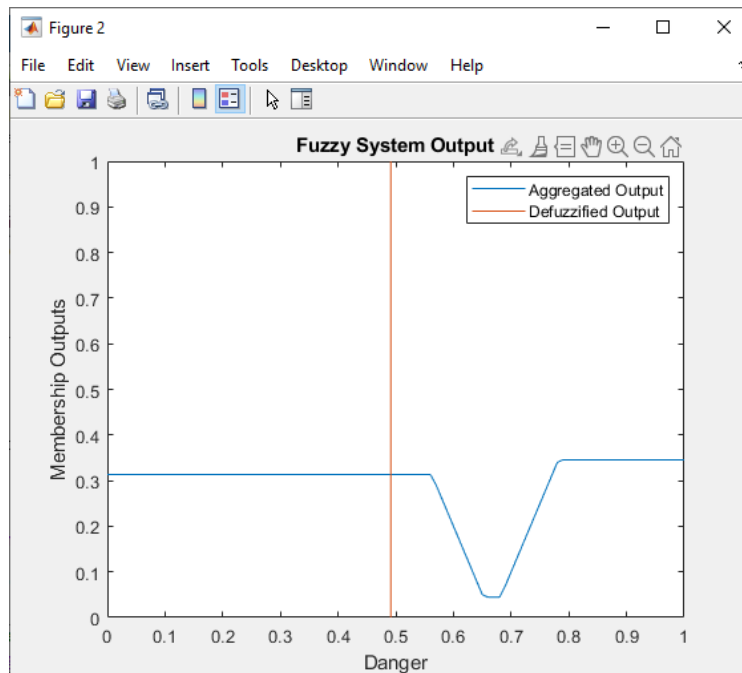 Figure 2
File Edit View Insert Tools Desktop Window Help
Fuzzy System Output
Aggregated Output
Defuzzified Output
Membership Outputs
1
0.9
0.8
0.7
0.6
0.5
0.4
0.3
0.2
0.1
0
0 0.1 0.2 0.3 0.4 0.5 0.6 0.7 0.8 0.9 1
Danger